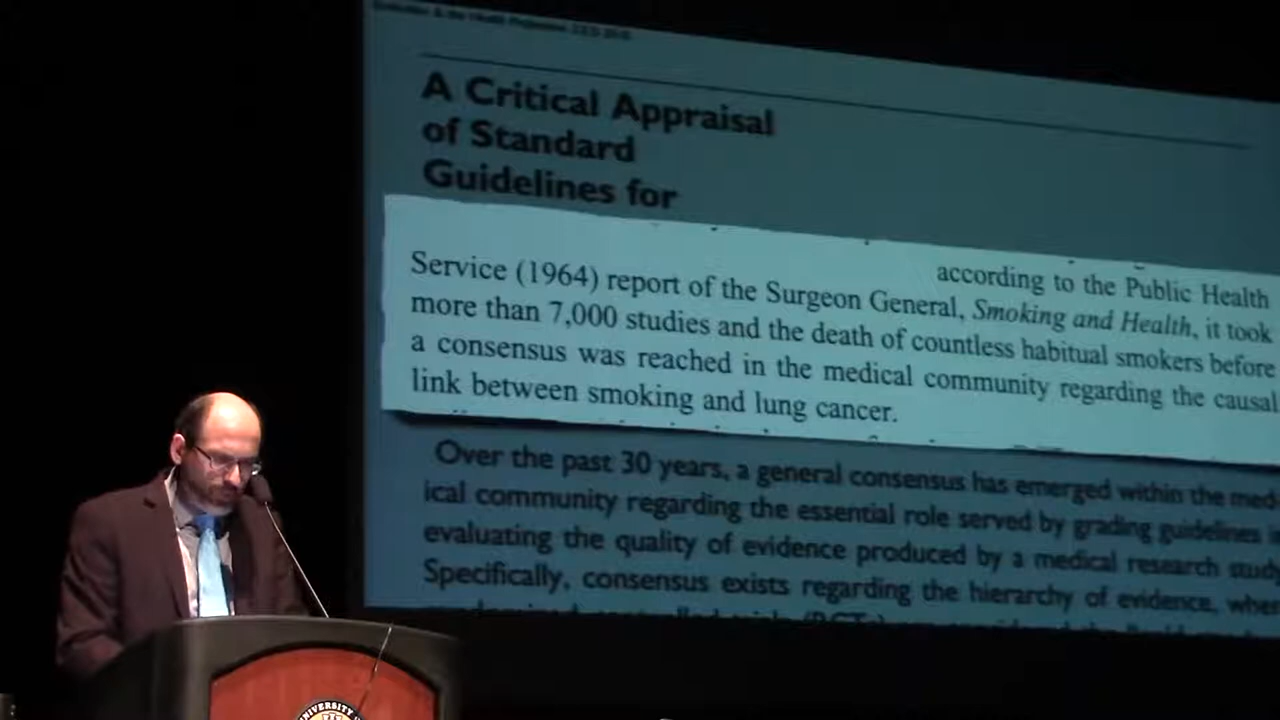 A Critical Appraisal
of Standard
Guidelines for
according to the Public Health
Service (1964) report of the Surgeon General, Smoking and Health, it took
more than 7,000 studies and the death of countless habitual smokers before
a consensus was reached in the medical community regarding the causal
link between smoking and lung cancer.
Over the past 30 years, a general consensus has emerged within the med-
ical community regarding the essential role served by grading guidelines
evaluating the quality of evidence produced by a medical research study
Specifically, consensus exists regarding the hierarchy of evidence,
UNIVERSITY